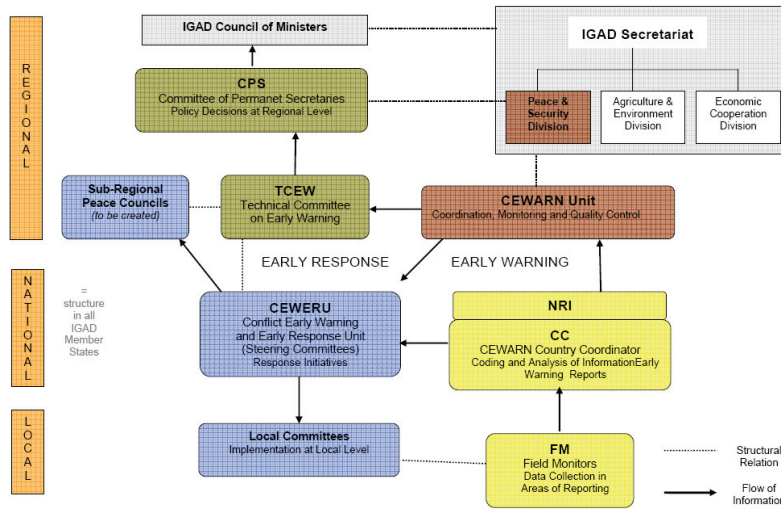 REGIONAL
IGAD Council of Ministers
IGAD Secretariat
CPS
Committee of Permanet Secretaries
Policy Decisions at Regional Level
Peace &
Security
Division
Agriculture &
Environment
Division
Economic
Cooperation
Division
Sub-Regional
Peace Councils
(to be created)
TCEW
Technical Committee
on Early Warning
CEWARN Unit
Coordination, Monitoring and Quality Control
EARLY RESPONSE
EARLY WARNING
NATIONAL
=
structure
in all
IGAD
Member
States
CEWERU
Conflict Early Warning
and Early Response Unit
(Steering Committees)
Response Initiatives
NRI
CC
CEWARN Country Coordinator
Coding and Analysis of InformationEarly
Warning Reports
LOCAL
Local Committees
Implementation at Local Level
FM
Field Monitors
Data Collection in
Areas of Reporting
Structural
Relation
Flow of
Information